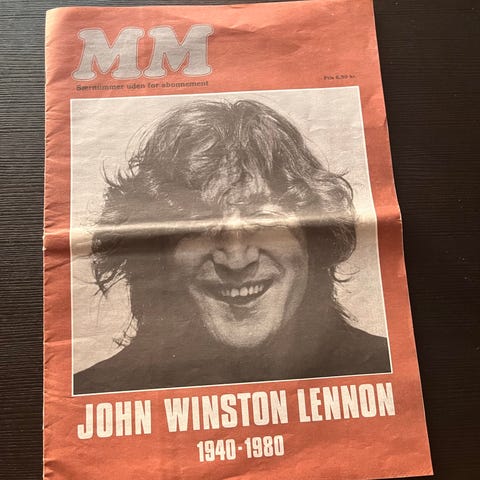 MM
Særnummer uden for abonnement
Pris 6,50 kr.
JOHN WINSTON LENNON
1940-1980